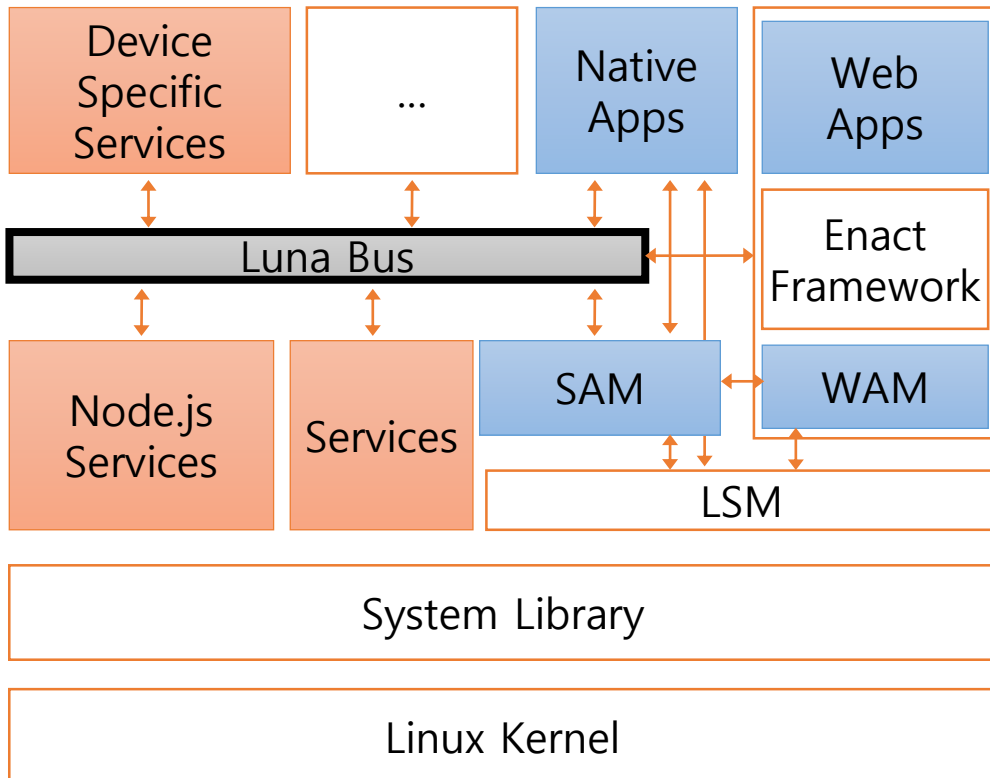 Device
Specific
Services
...
Native
Apps
Web
Apps
Luna Bus
Enact
Framework
Node.js
Services
Services
SAM
WAM
LSM
System Library
Linux Kernel